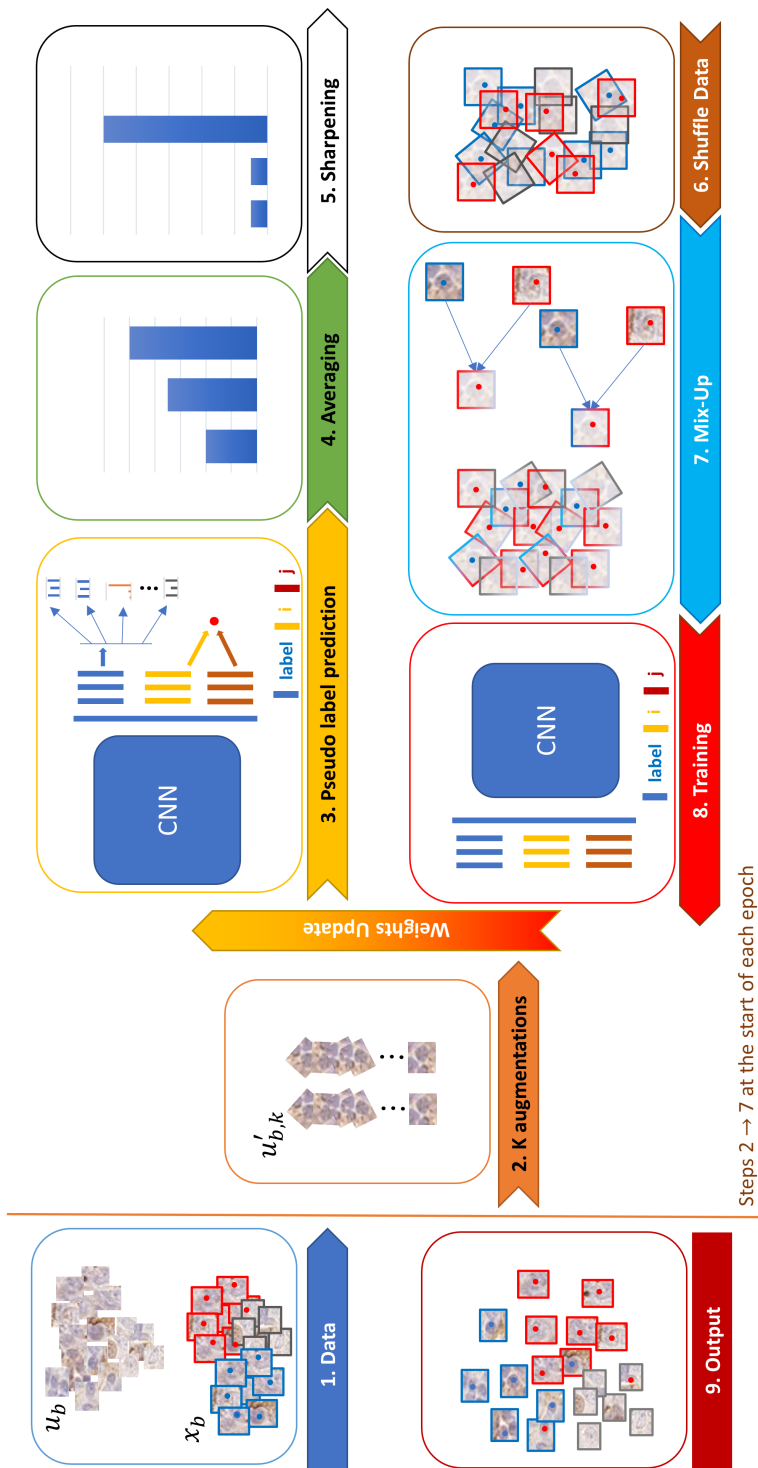 u_b
x_b
1. Data
u'_{b,k}
2. K augmentations
Weights Update
CNN
label i j
3. Pseudo label prediction
4. Averaging
5. Sharpening
6. Shuffle Data
7. Mix-Up
CNN
label i j
8. Training
9. Output
Steps 2 → 7 at the start of each epoch